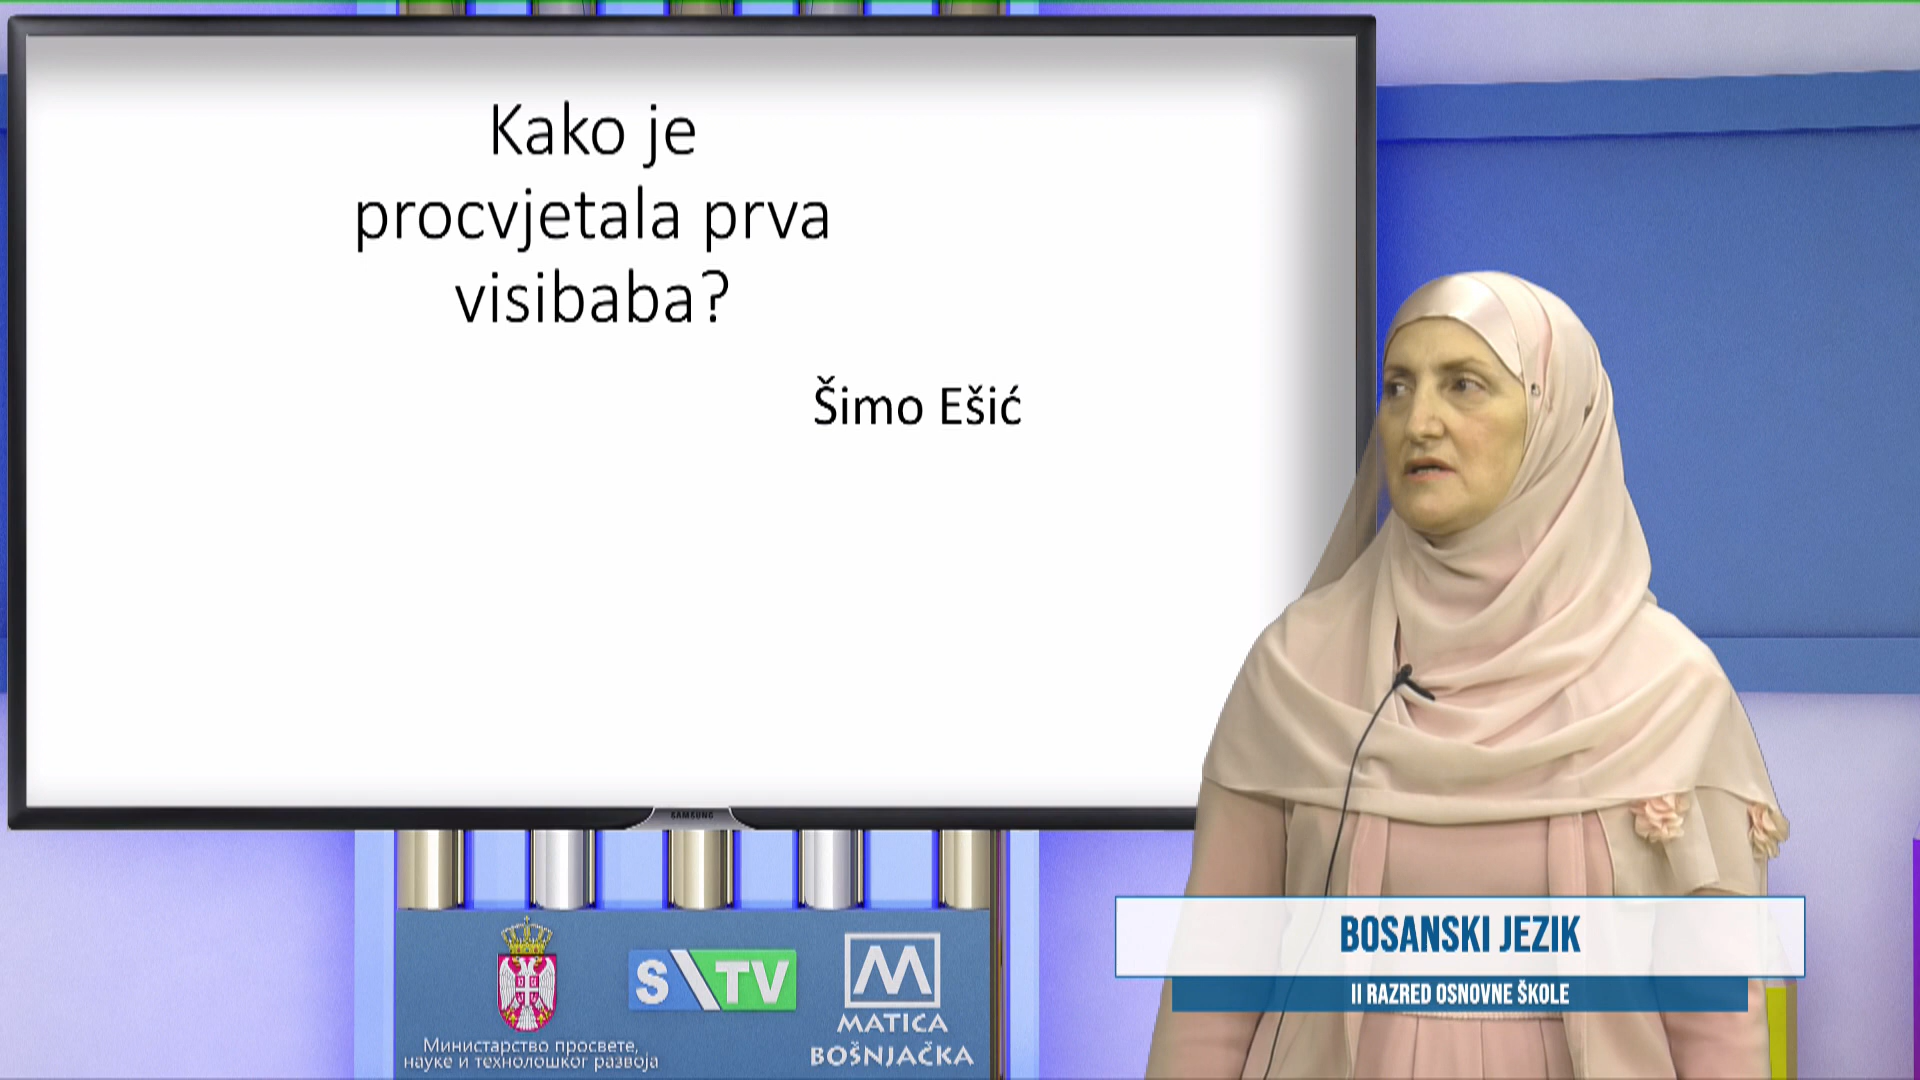 Kako je
procvjetala prva
visibaba?
Šimo Ešić
SAMSUNG
BOSANSKI JEZIK
II RAZRED OSNOVNE ŠKOLE
S TV
MATICA
BOŠNJAČKA
Министарство просвете,
науке и технолошког развоја